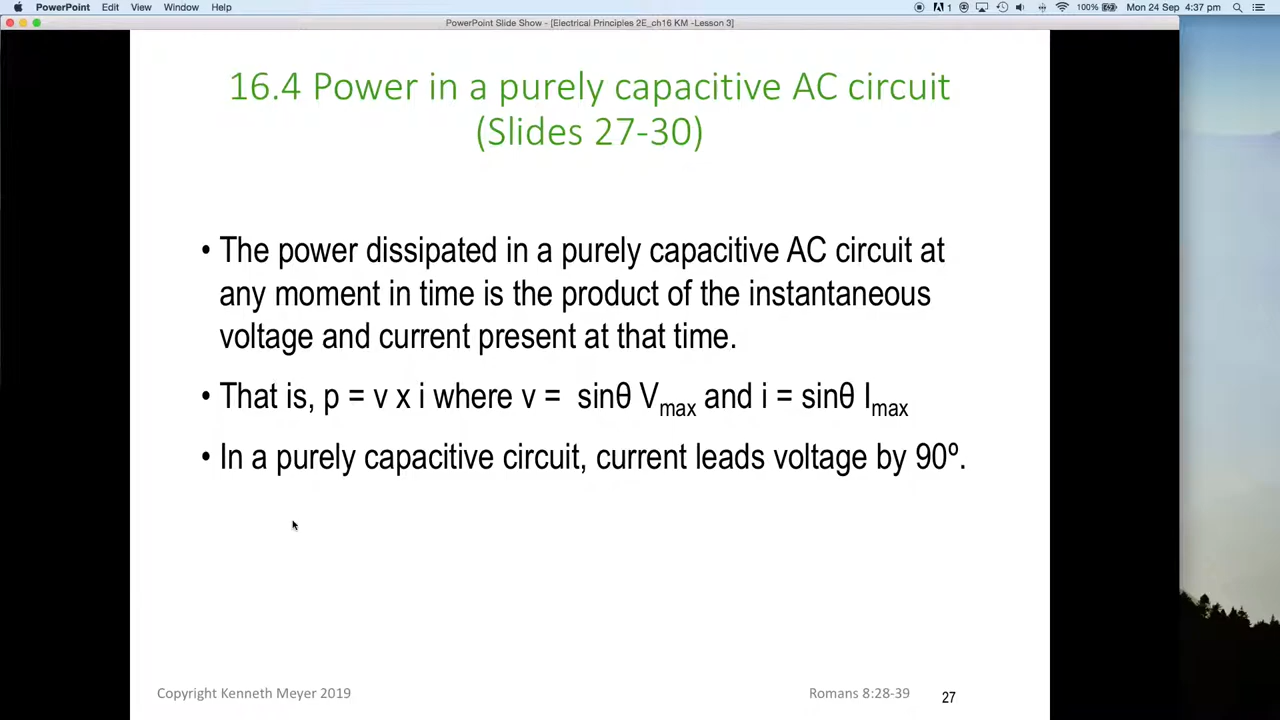 PowerPoint Edit View Window Help
1 100% Mon 24 Sep 4:37 pm
PowerPoint Slide Show - [Electrical Principles 2E_ch16 KM -Lesson 3]
16.4 Power in a purely capacitive AC circuit
(Slides 27-30)
• The power dissipated in a purely capacitive AC circuit at
any moment in time is the product of the instantaneous
voltage and current present at that time.
• That is, p = v x i where v = sinθ Vmax and i = sinθ Imax
• In a purely capacitive circuit, current leads voltage by 90º.
Copyright Kenneth Meyer 2019
Romans 8:28-39
27